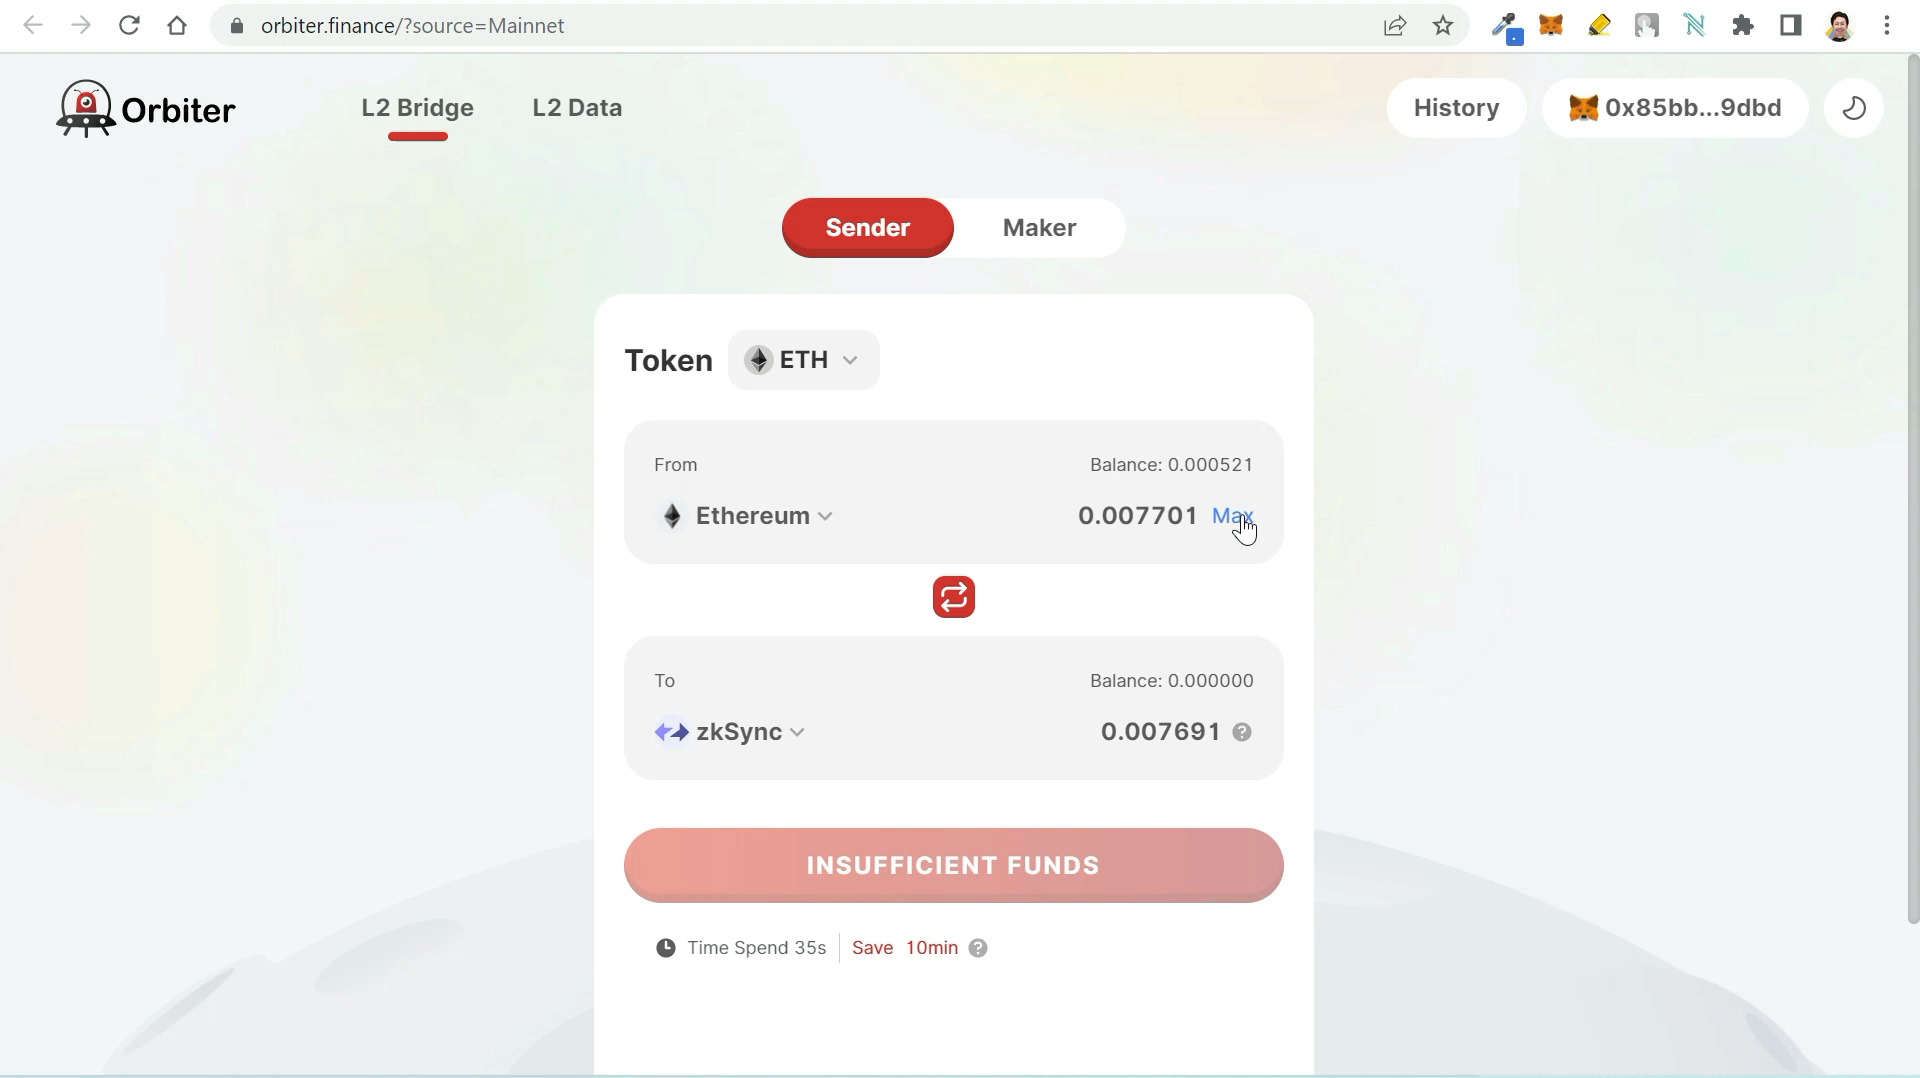 orbiter.finance/?source=Mainnet
Orbiter
L2 Bridge
L2 Data
History
0x85bb...9dbd
Sender
Maker
Token
ETH
From
Balance: 0.000521
Ethereum
0.007701
Max
To
Balance: 0.000000
zkSync
0.007691
?
INSUFFICIENT FUNDS
Time Spend 35s
Save 10min
?